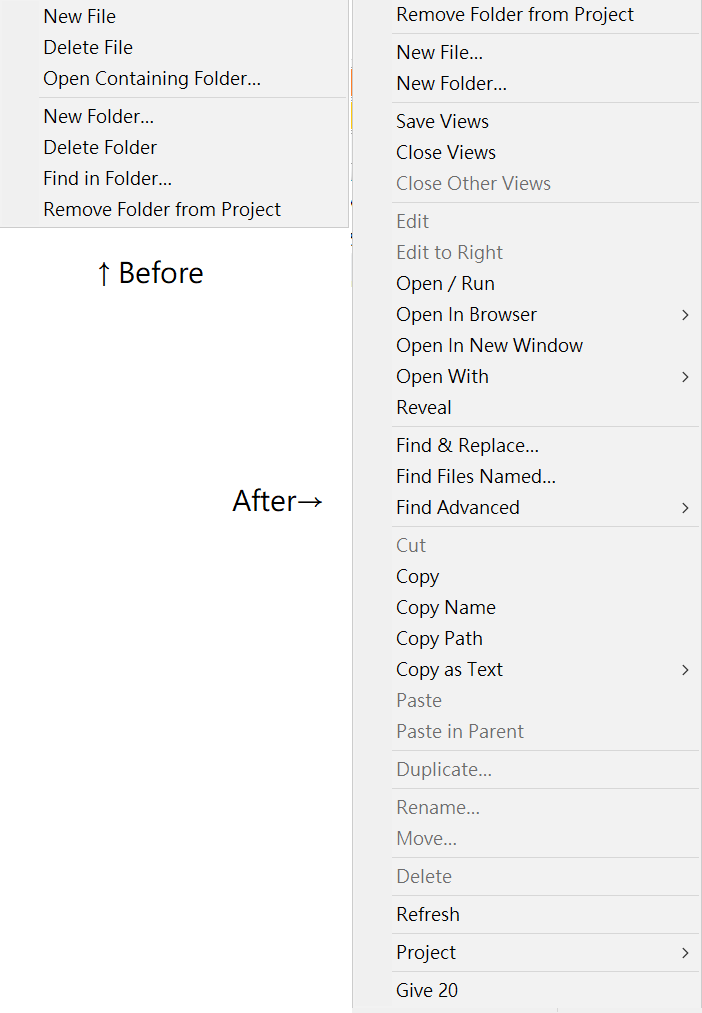 New File
Delete File
Open Containing Folder...
New Folder...
Delete Folder
Find in Folder...
Remove Folder from Project
↑ Before
After→
Remove Folder from Project
New File...
New Folder...
Save Views
Close Views
Close Other Views
Edit
Edit to Right
Open / Run
Open In Browser
Open In New Window
Open With
Reveal
Find & Replace...
Find Files Named...
Find Advanced
Cut
Copy
Copy Name
Copy Path
Copy as Text
Paste
Paste in Parent
Duplicate...
Rename...
Move...
Delete
Refresh
Project
Give 20